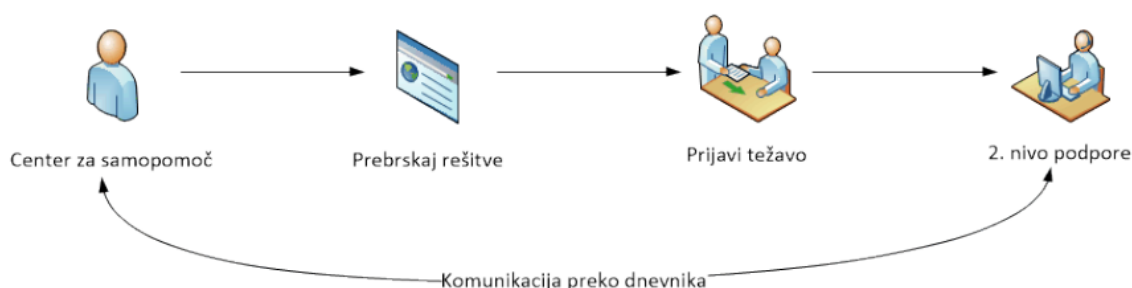 Center za samopomoč
Prebrskaj rešitve
Prijavi težavo
2. nivo podpore
Komunikacija preko dnevnika